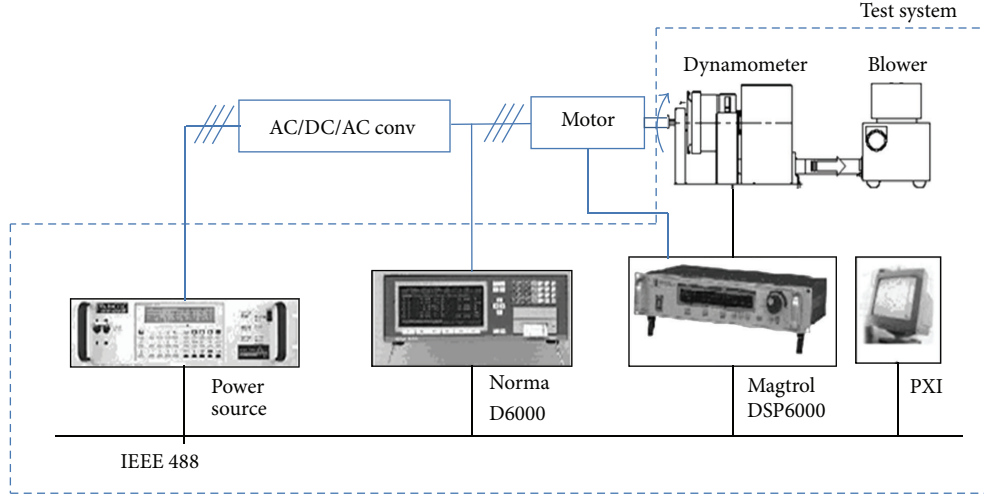 Test system
Dynamometer
Blower
AC/DC/AC conv
Motor
Power
source
Norma
D6000
Magtrol
DSP6000
PXI
IEEE 488